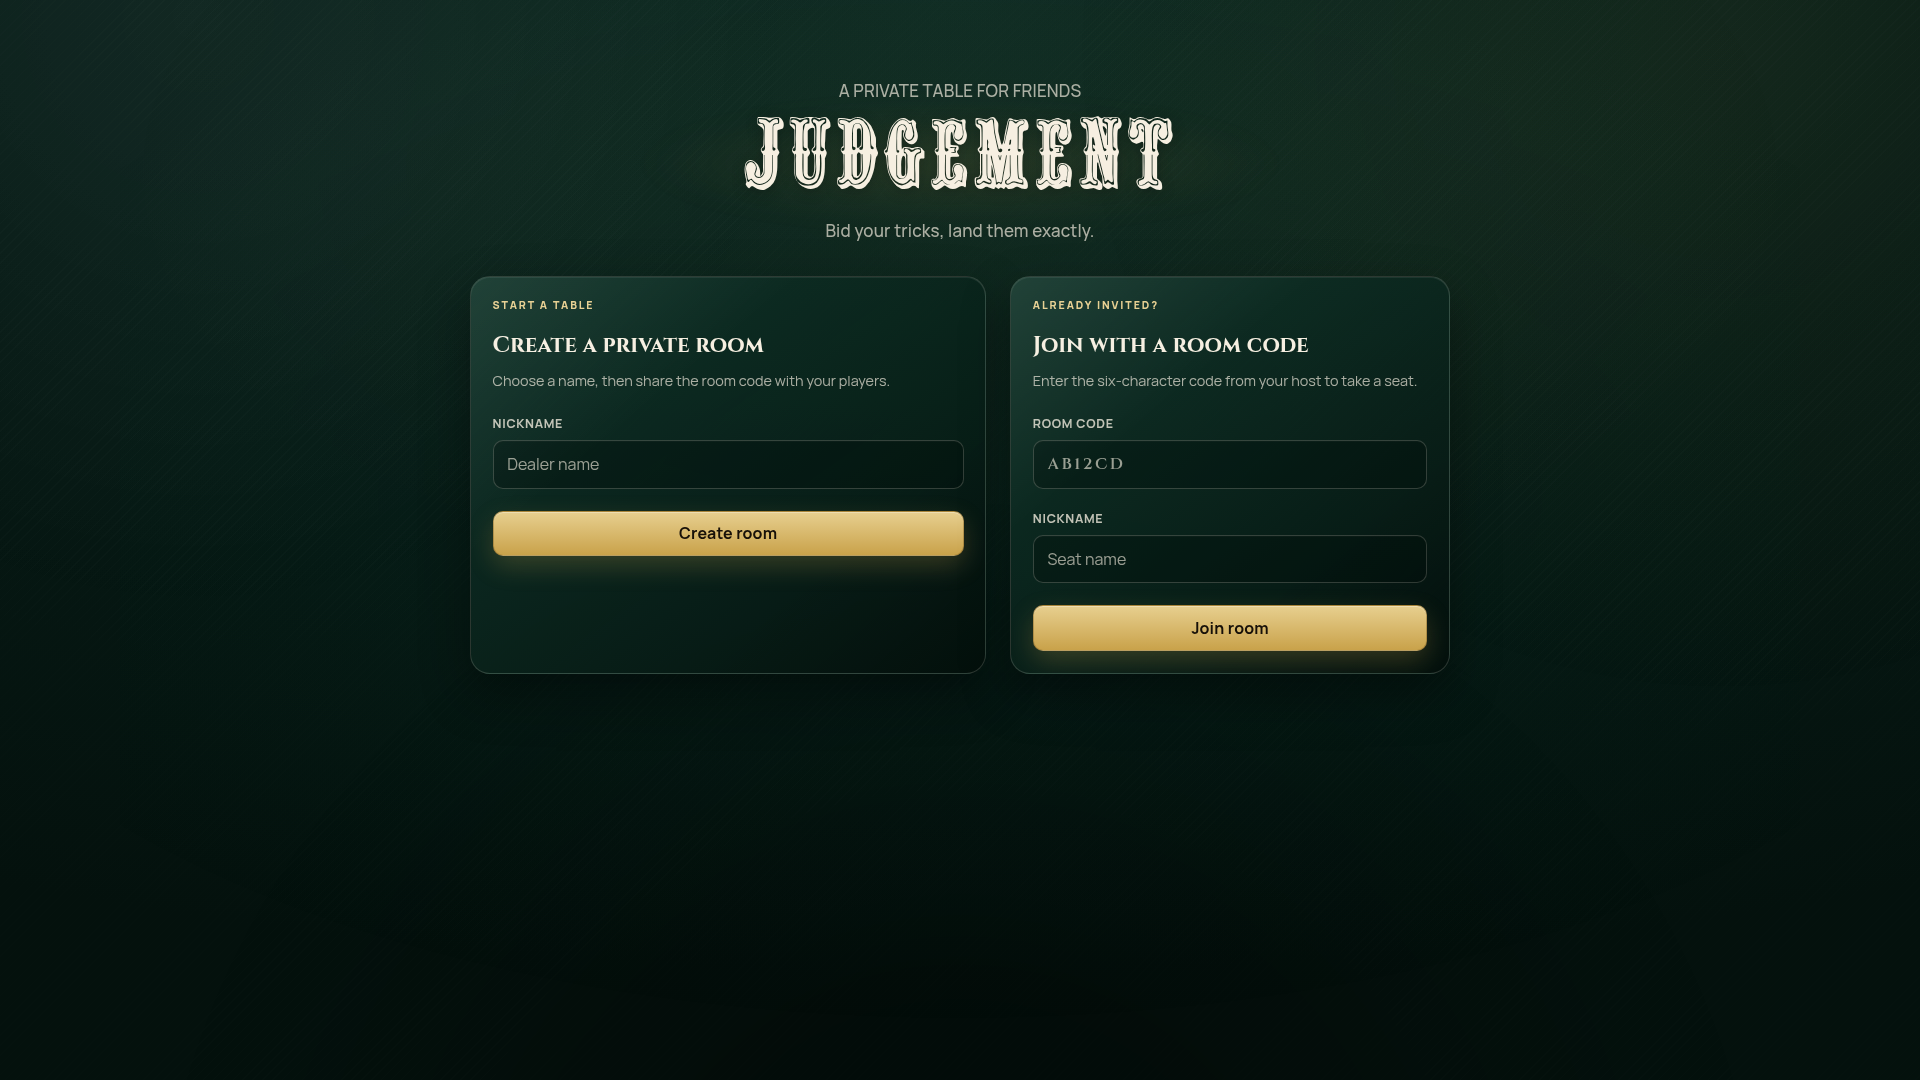 A PRIVATE TABLE FOR FRIENDS
JUDGEMENT
Bid your tricks, land them exactly.
START A TABLE
Create a private room
Choose a name, then share the room code with your players.
NICKNAME
Dealer name
Create room
ALREADY INVITED?
Join with a room code
Enter the six-character code from your host to take a seat.
ROOM CODE
AB12CD
NICKNAME
Seat name
Join room